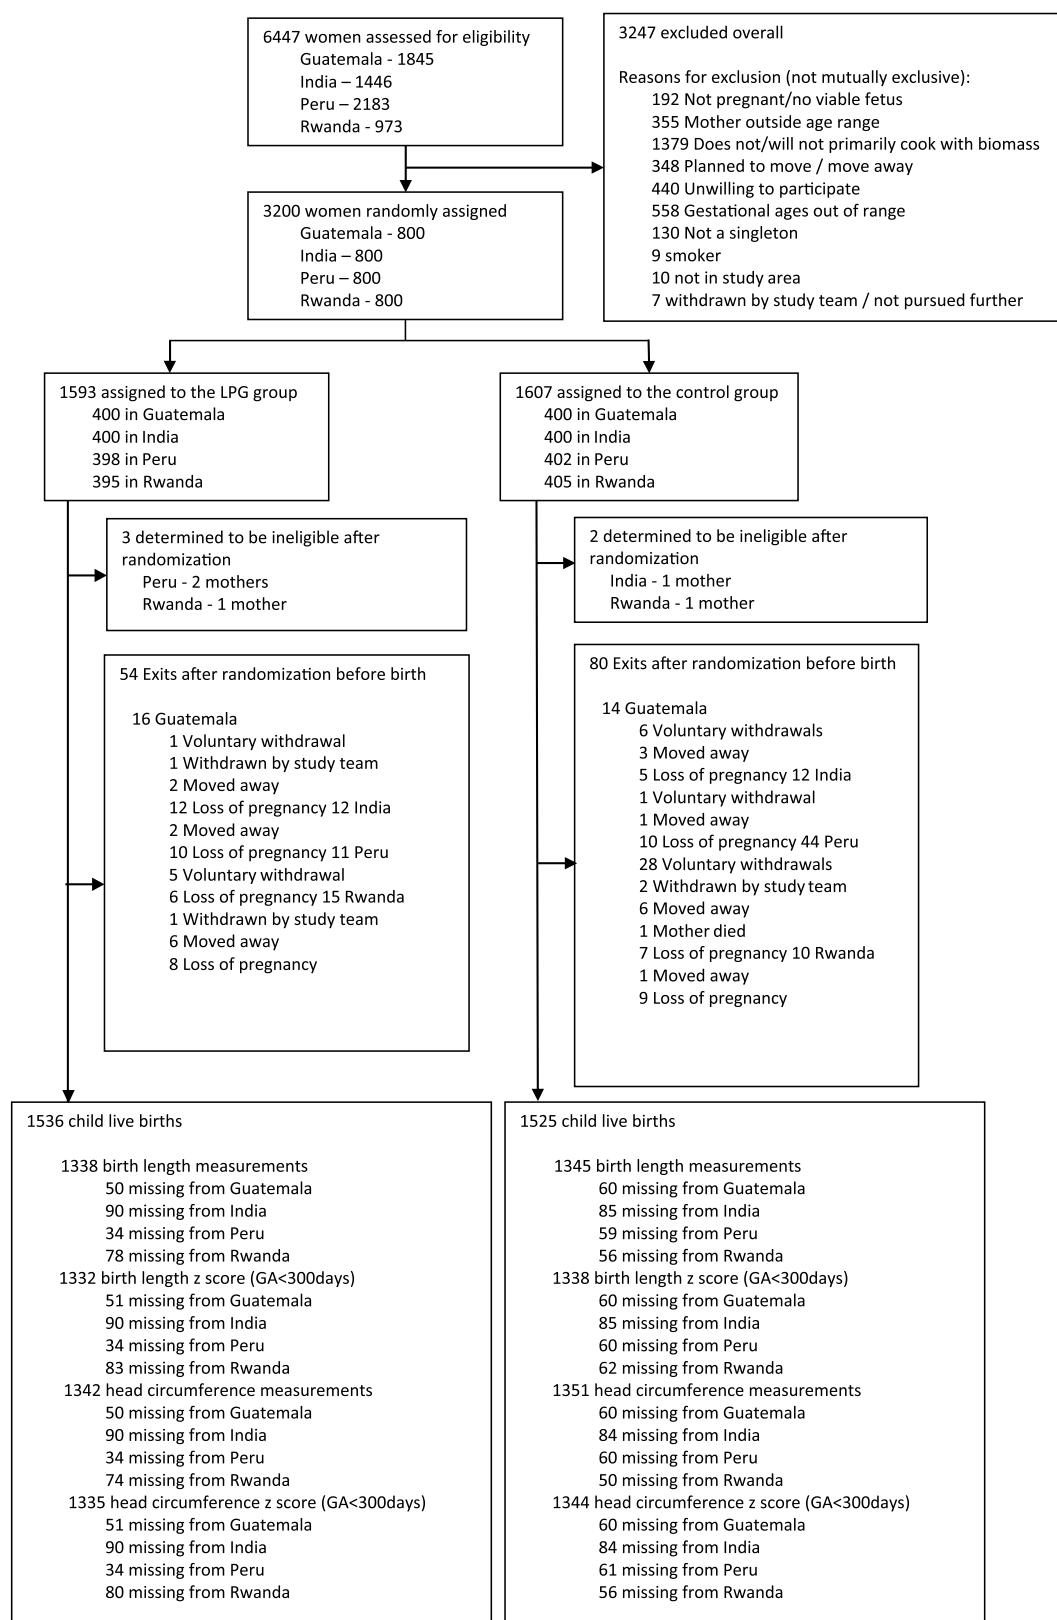 6447 women assessed for eligibility
Guatemala - 1845
India – 1446
Peru – 2183
Rwanda - 973
3247 excluded overall
Reasons for exclusion (not mutually exclusive):
192 Not pregnant/no viable fetus
355 Mother outside age range
1379 Does not/will not primarily cook with biomass
348 Planned to move / move away
440 Unwilling to participate
558 Gestational ages out of range
130 Not a singleton
9 smoker
10 not in study area
7 withdrawn by study team / not pursued further
3200 women randomly assigned
Guatemala - 800
India – 800
Peru – 800
Rwanda - 800
1593 assigned to the LPG group
400 in Guatemala
400 in India
398 in Peru
395 in Rwanda
1607 assigned to the control group
400 in Guatemala
400 in India
402 in Peru
405 in Rwanda
3 determined to be ineligible after
randomization
Peru - 2 mothers
Rwanda - 1 mother
2 determined to be ineligible after
randomization
India - 1 mother
Rwanda - 1 mother
54 Exits after randomization before birth
16 Guatemala
1 Voluntary withdrawal
1 Withdrawn by study team
2 Moved away
12 Loss of pregnancy 12 India
2 Moved away
10 Loss of pregnancy 11 Peru
5 Voluntary withdrawal
6 Loss of pregnancy 15 Rwanda
1 Withdrawn by study team
6 Moved away
8 Loss of pregnancy
80 Exits after randomization before birth
14 Guatemala
6 Voluntary withdrawals
3 Moved away
5 Loss of pregnancy 12 India
1 Voluntary withdrawal
1 Moved away
10 Loss of pregnancy 44 Peru
28 Voluntary withdrawals
2 Withdrawn by study team
6 Moved away
1 Mother died
7 Loss of pregnancy 10 Rwanda
1 Moved away
9 Loss of pregnancy
1536 child live births
1338 birth length measurements
50 missing from Guatemala
90 missing from India
34 missing from Peru
78 missing from Rwanda
1332 birth length z score (GA<300days)
51 missing from Guatemala
90 missing from India
34 missing from Peru
83 missing from Rwanda
1342 head circumference measurements
50 missing from Guatemala
90 missing from India
34 missing from Peru
74 missing from Rwanda
1335 head circumference z score (GA<300days)
51 missing from Guatemala
90 missing from India
34 missing from Peru
80 missing from Rwanda
1525 child live births
1345 birth length measurements
60 missing from Guatemala
85 missing from India
59 missing from Peru
56 missing from Rwanda
1338 birth length z score (GA<300days)
60 missing from Guatemala
85 missing from India
60 missing from Peru
62 missing from Rwanda
1351 head circumference measurements
60 missing from Guatemala
84 missing from India
60 missing from Peru
50 missing from Rwanda
1344 head circumference z score (GA<300days)
60 missing from Guatemala
84 missing from India
61 missing from Peru
56 missing from Rwanda